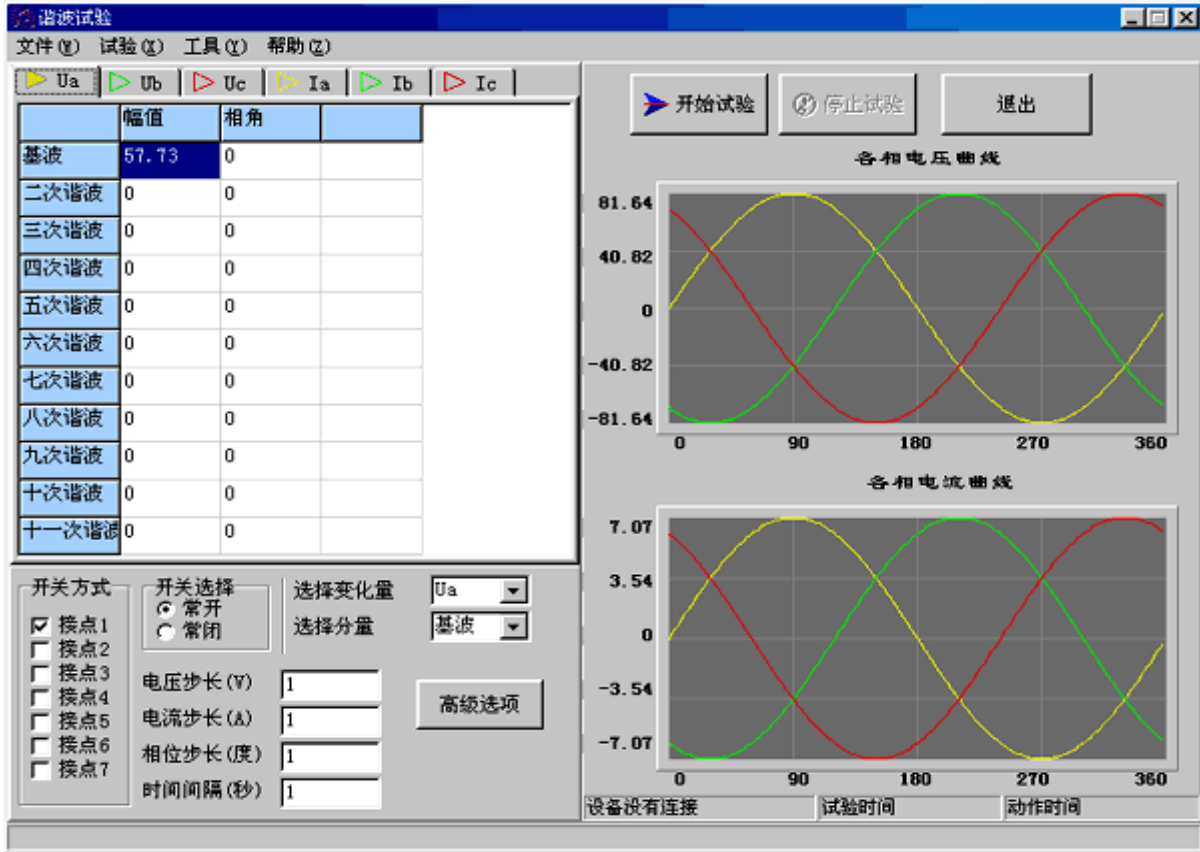 谐波试验
文件(W) 试验(X) 工具(Y) 帮助(Z)
Ua Ub Uc Ia Ib Ic
幅值 相角
基波 57.73 0
二次谐波 0 0
三次谐波 0 0
四次谐波 0 0
五次谐波 0 0
六次谐波 0 0
七次谐波 0 0
八次谐波 0 0
九次谐波 0 0
十次谐波 0 0
十一次谐波 0 0
开关方式
接点1
接点2
接点3
接点4
接点5
接点6
接点7
开关选择
常开
常闭
选择变化量 Ua
选择分量 基波
电压步长(V) 1
电流步长(A) 1
相位步长(度) 1
时间间隔(秒) 1
高级选项
开始试验 停止试验 退出
各相电压曲线
81.64
40.82
0
-40.82
-81.64
0 90 180 270 360
各相电流曲线
7.07
3.54
0
-3.54
-7.07
0 90 180 270 360
设备没有连接 试验时间 动作时间